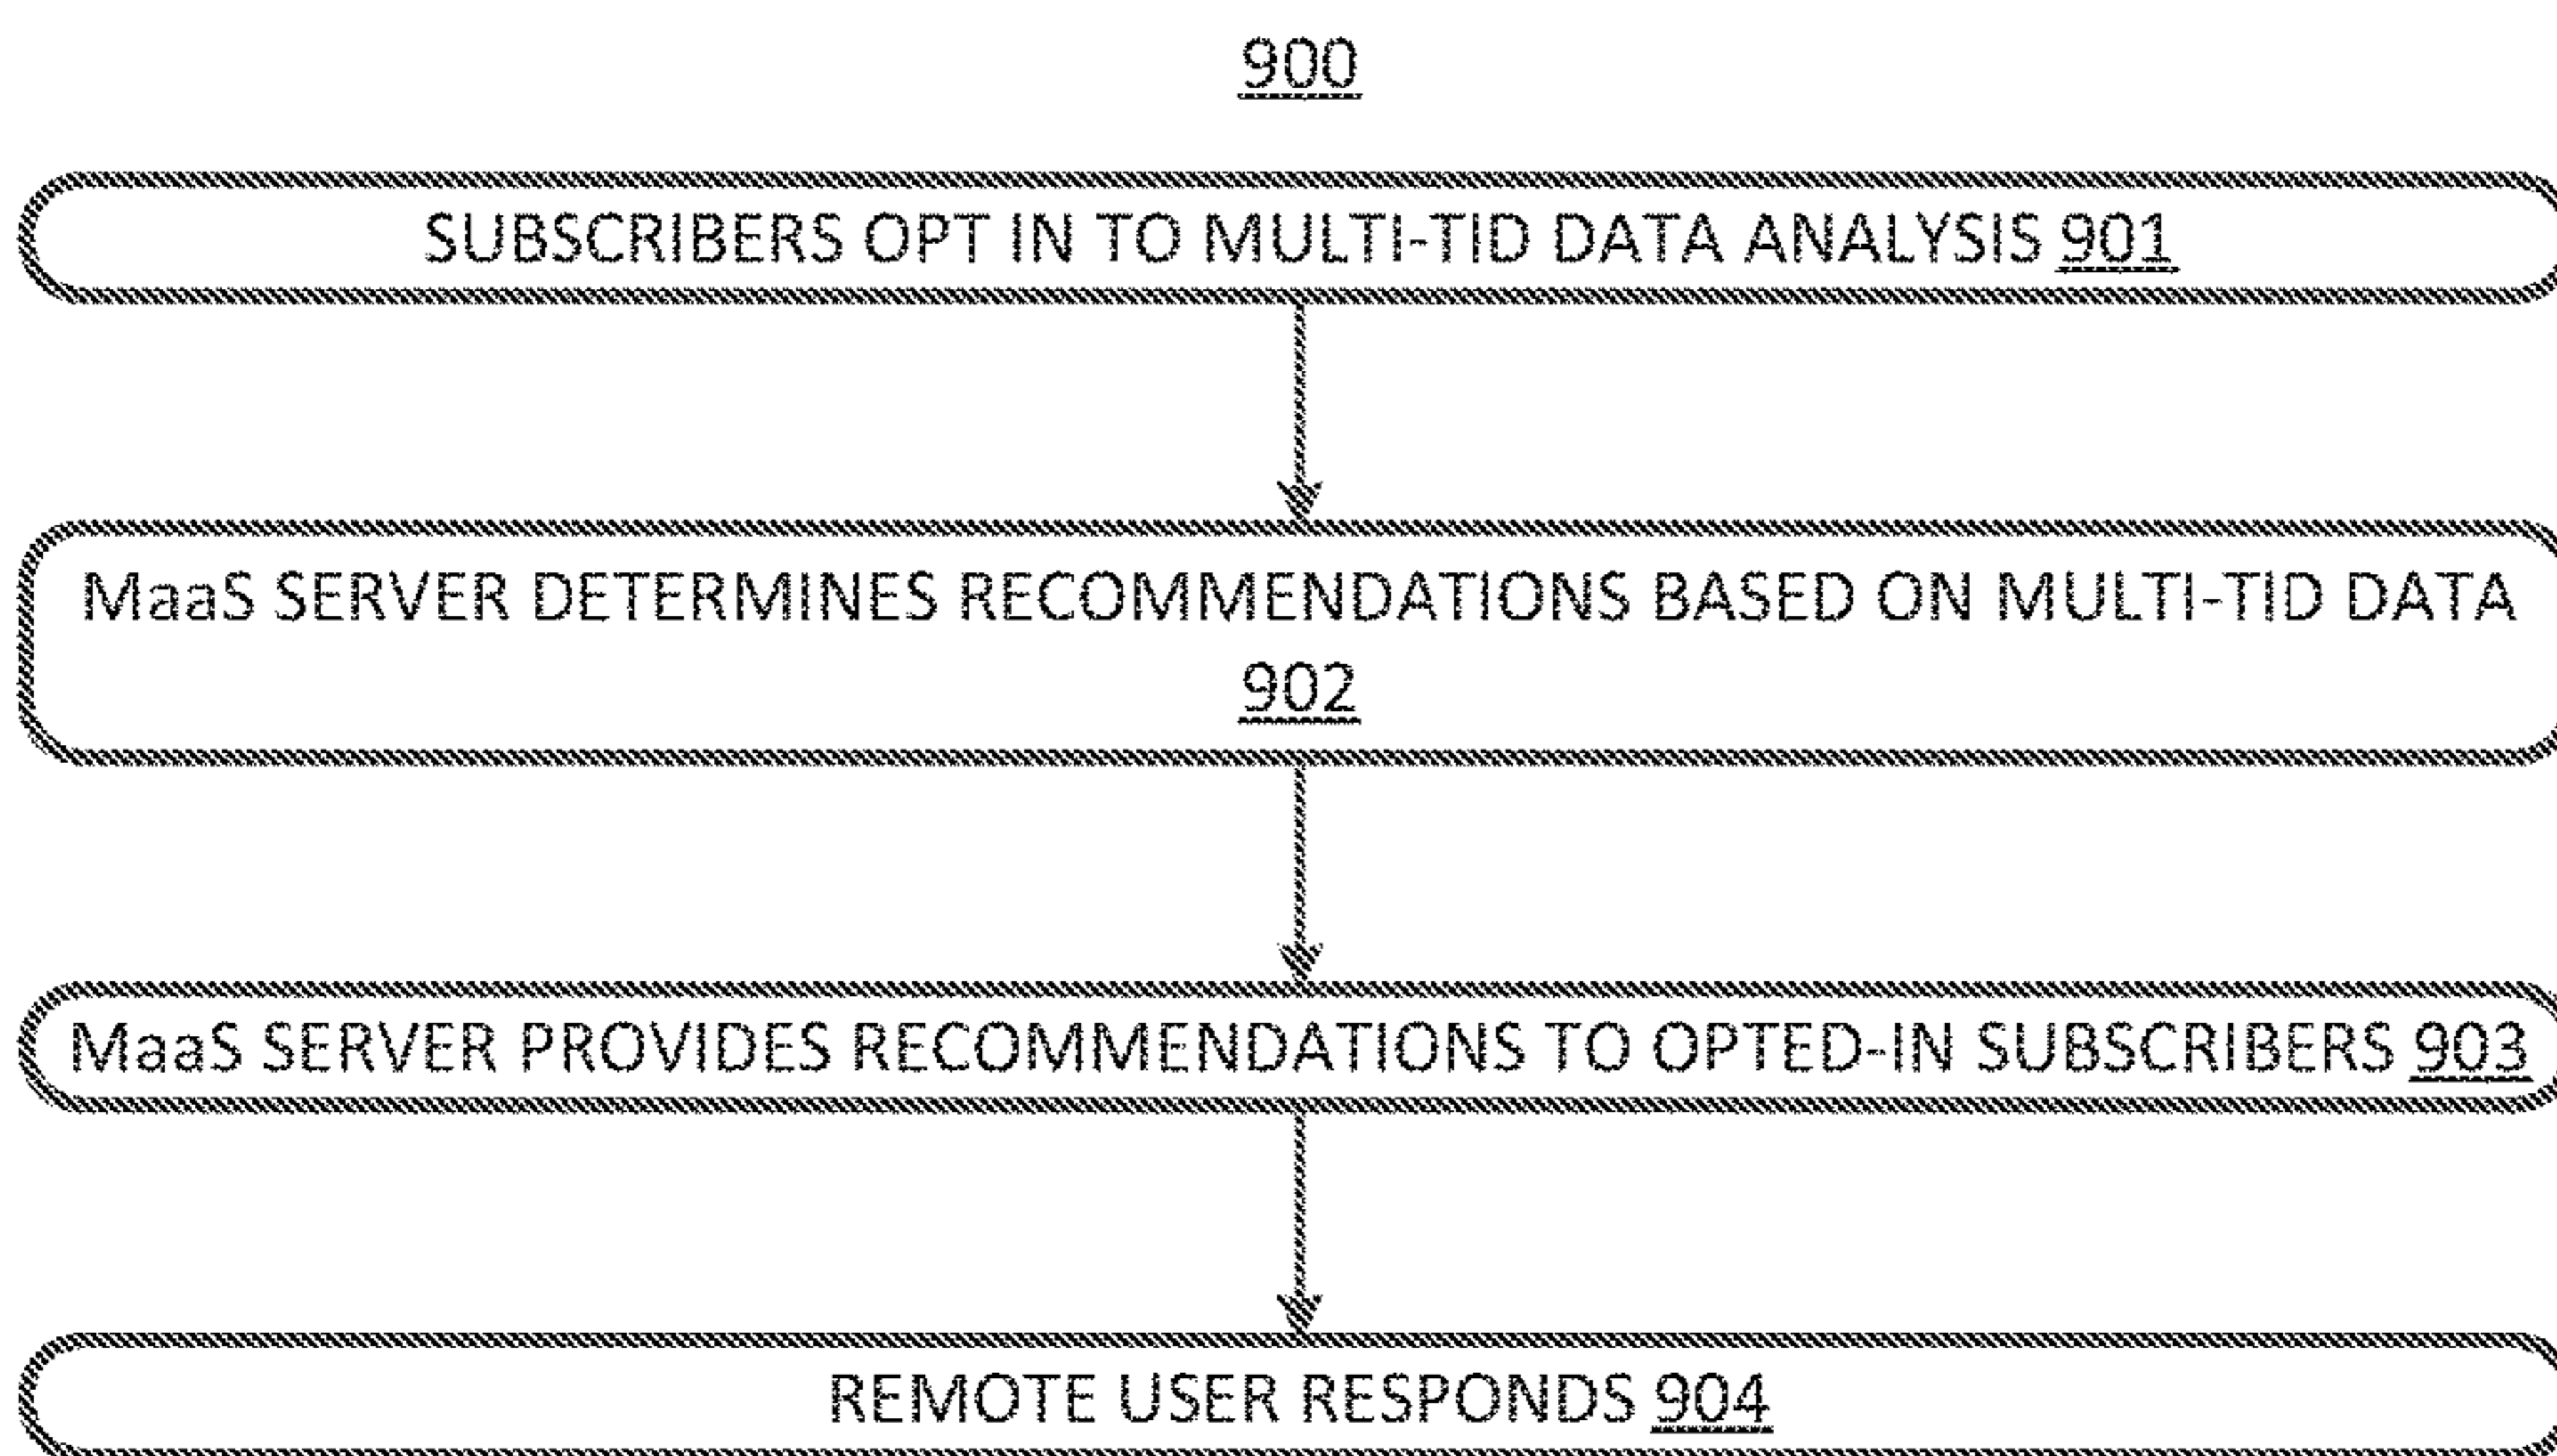 900
SUBSCRIBERS OPT IN TO MULTI-TID DATA ANALYSIS 901
MaaS SERVER DETERMINES RECOMMENDATIONS BASED ON MULTI-TID DATA
902
MaaS SERVER PROVIDES RECOMMENDATIONS TO OPTED-IN SUBSCRIBERS 903
REMOTE USER RESPONDS 904